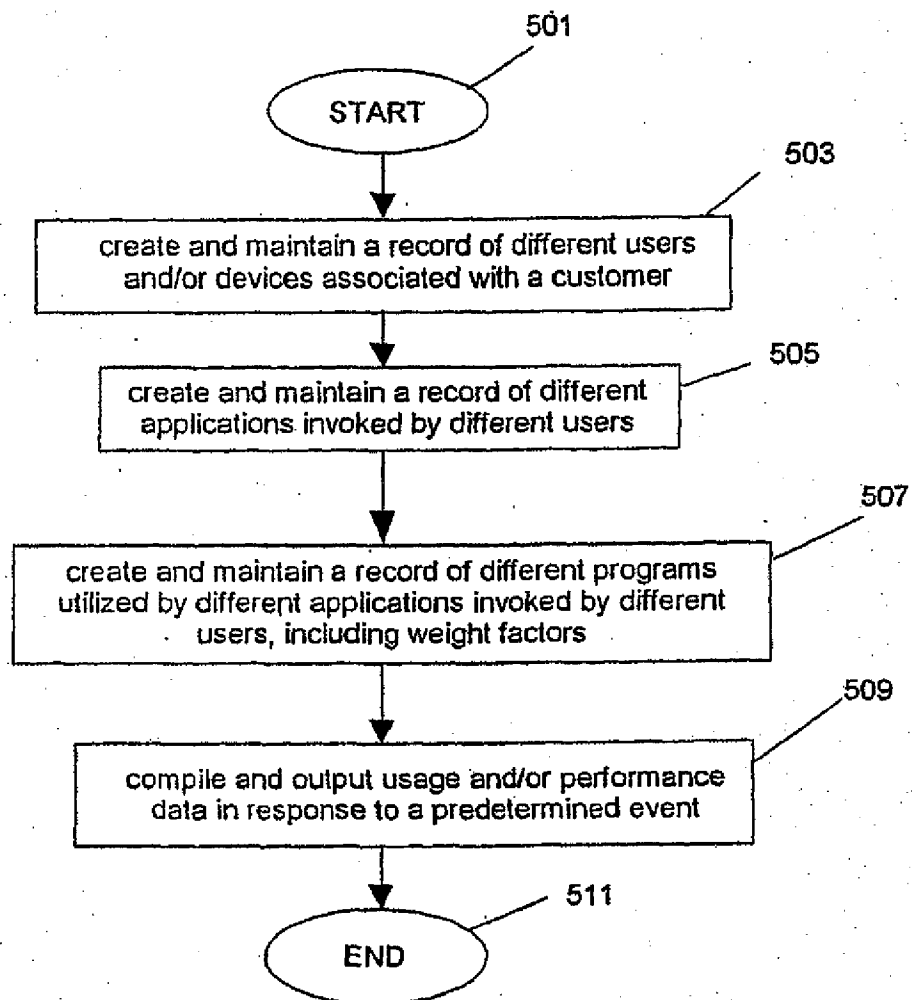 501
START
503
create and maintain a record of different users
and/or devices associated with a customer
505
create and maintain a record of different
applications invoked by different users
507
create and maintain a record of different programs
utilized by different applications invoked by different
users, including weight factors
509
compile and output usage and/or performance
data in response to a predetermined event
511
END